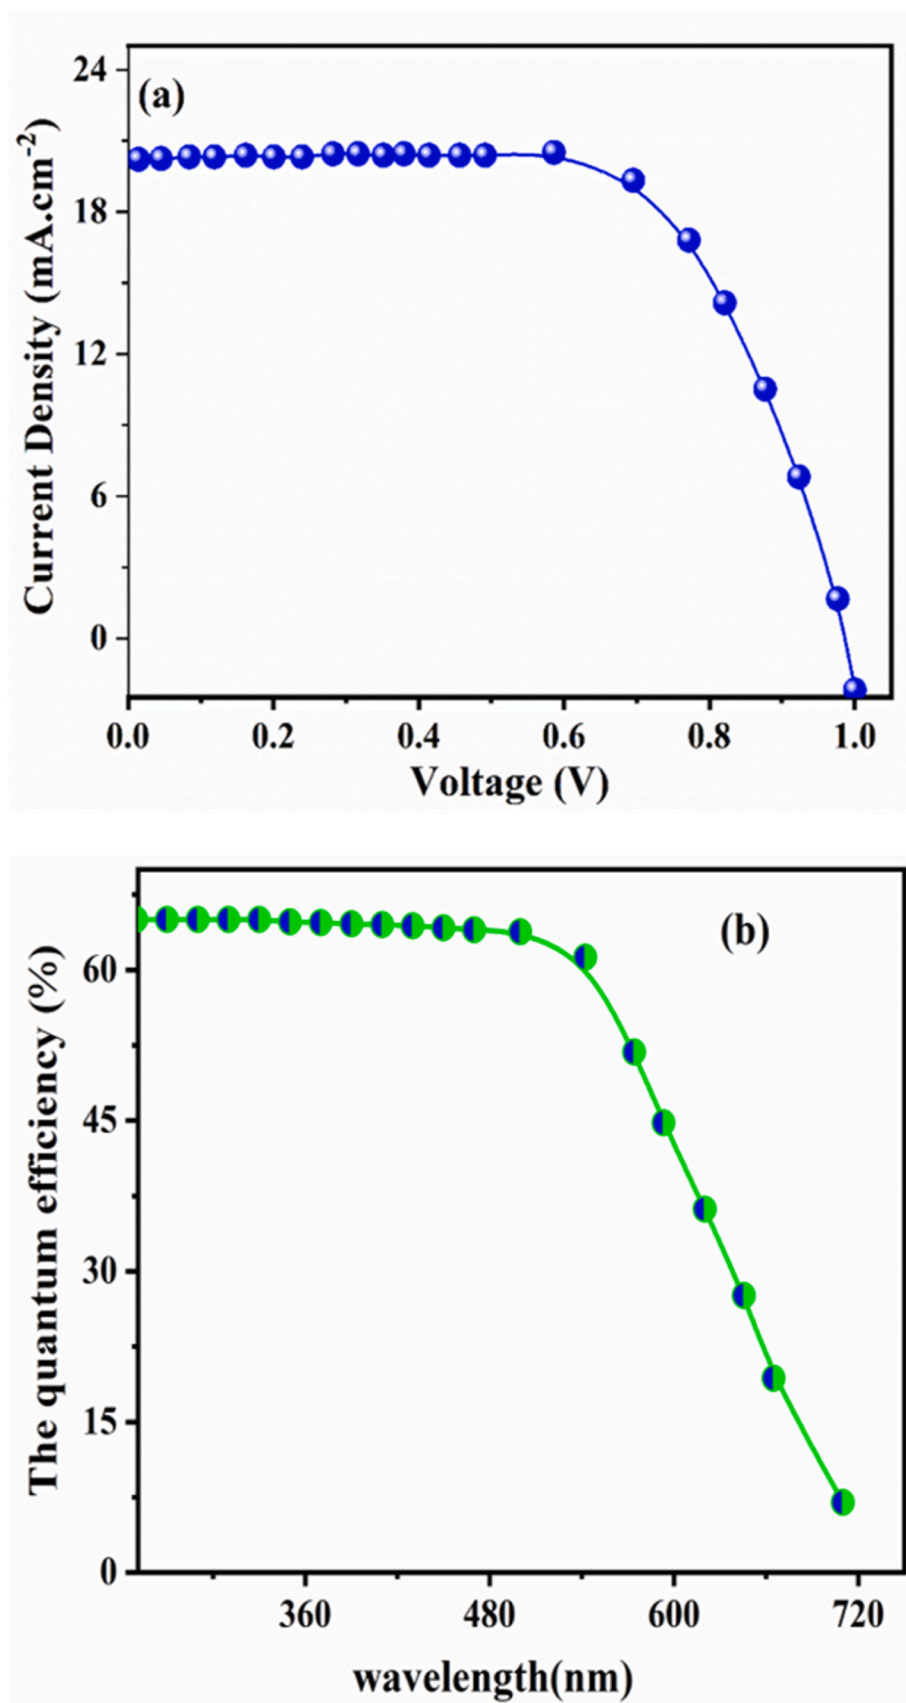 (a)
24
18
12
6
0
Current Density (mA.cm⁻²)
0.0 0.2 0.4 0.6 0.8 1.0
Voltage (V)
(b)
60
45
30
15
0
The quantum efficiency (%)
360 480 600 720
wavelength(nm)